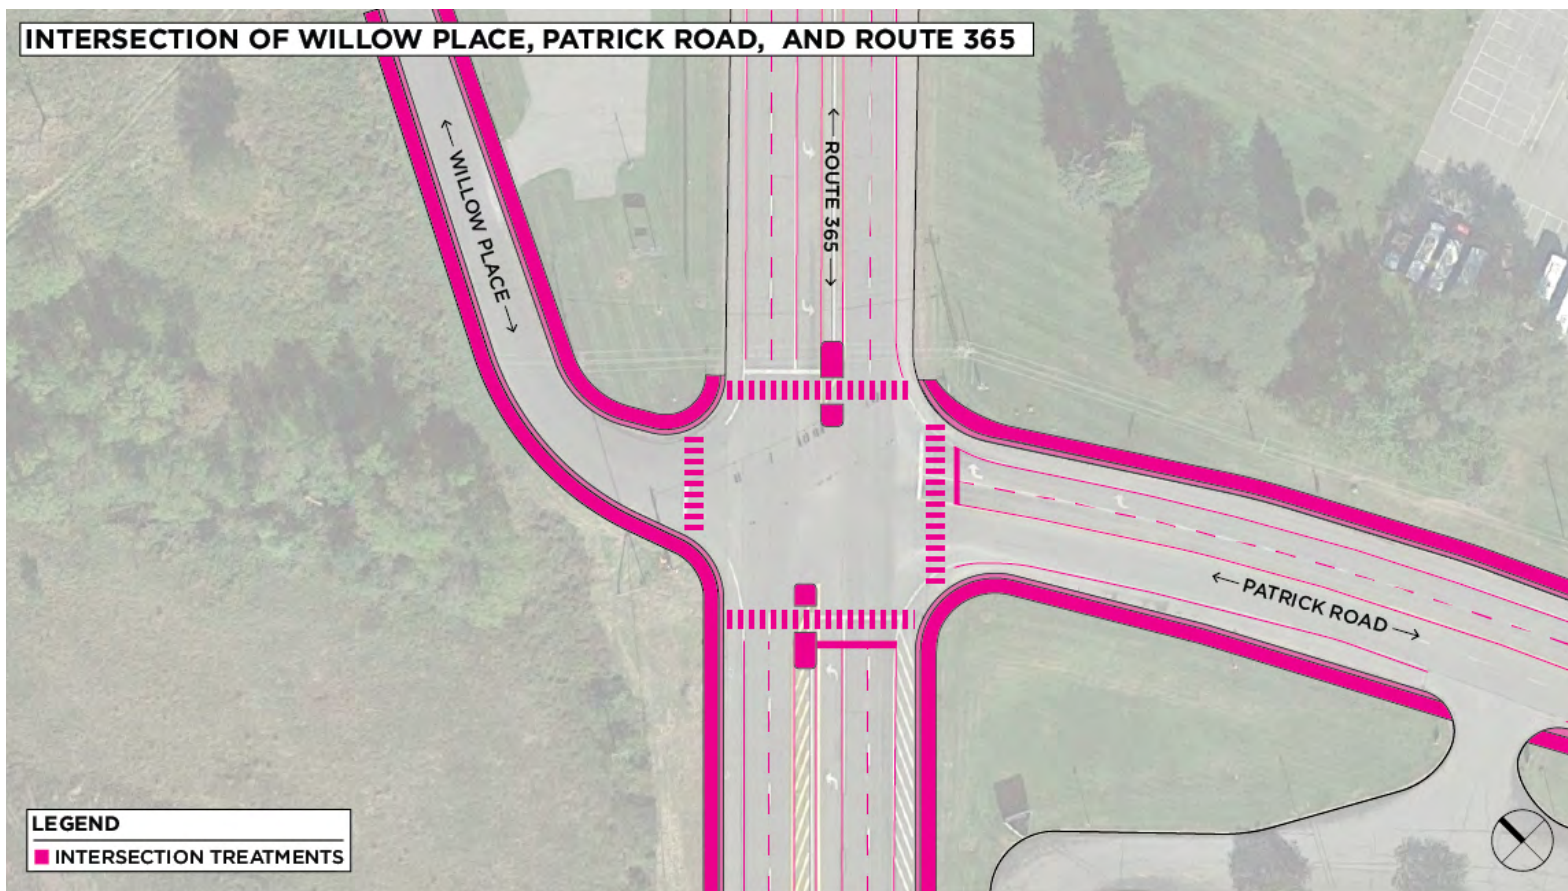 INTERSECTION OF WILLOW PLACE, PATRICK ROAD, AND ROUTE 365
WILLOW PLACE
ROUTE 365
PATRICK ROAD
LEGEND
INTERSECTION TREATMENTS